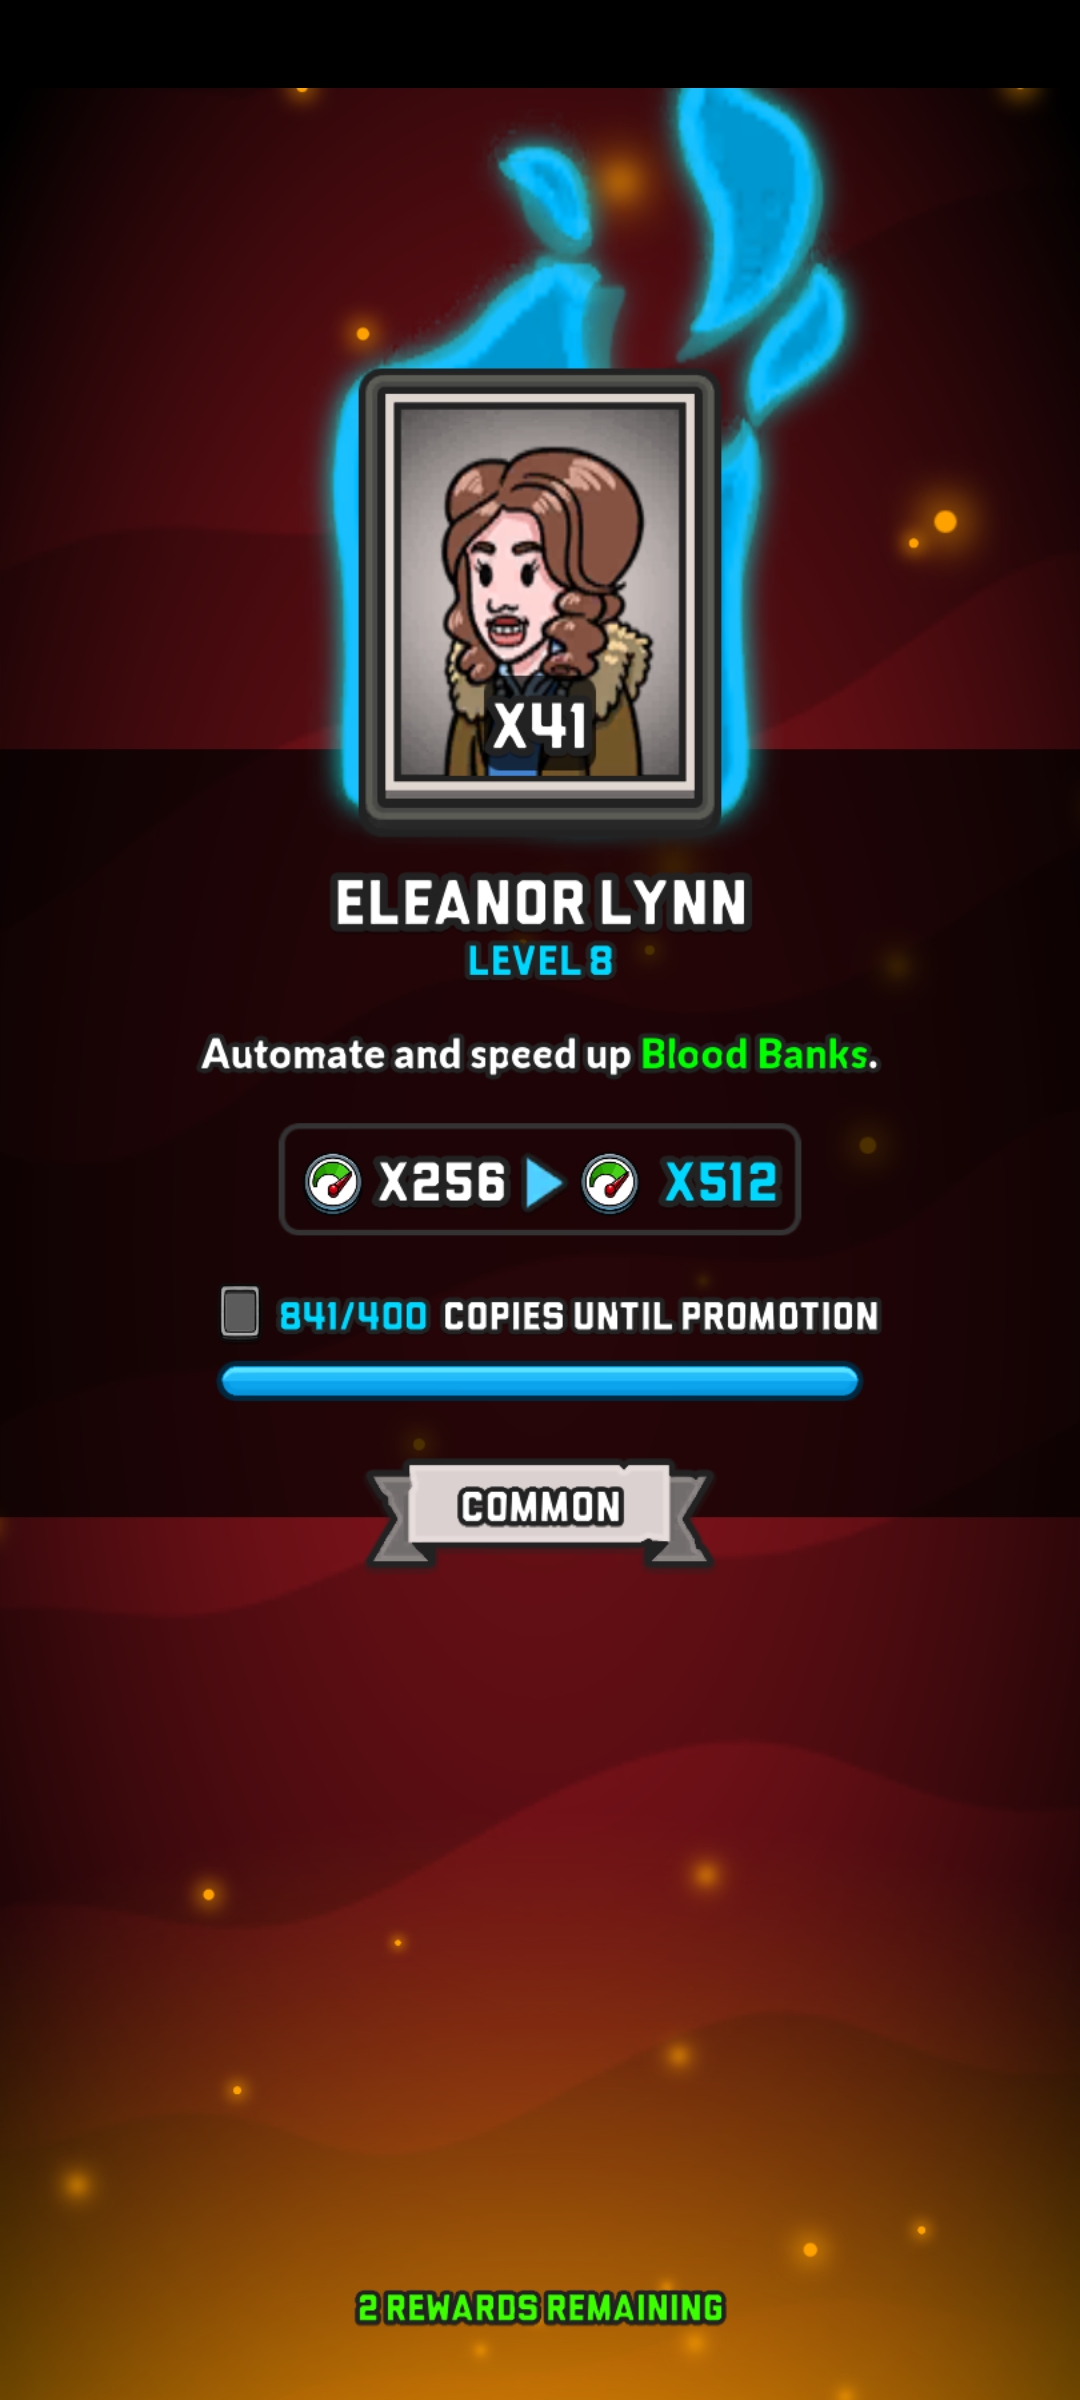 X41
ELEANOR LYNN
LEVEL 8
Automate and speed up Blood Banks.
X256 X512
841/400 COPIES UNTIL PROMOTION
COMMON
2 REWARDS REMAINING